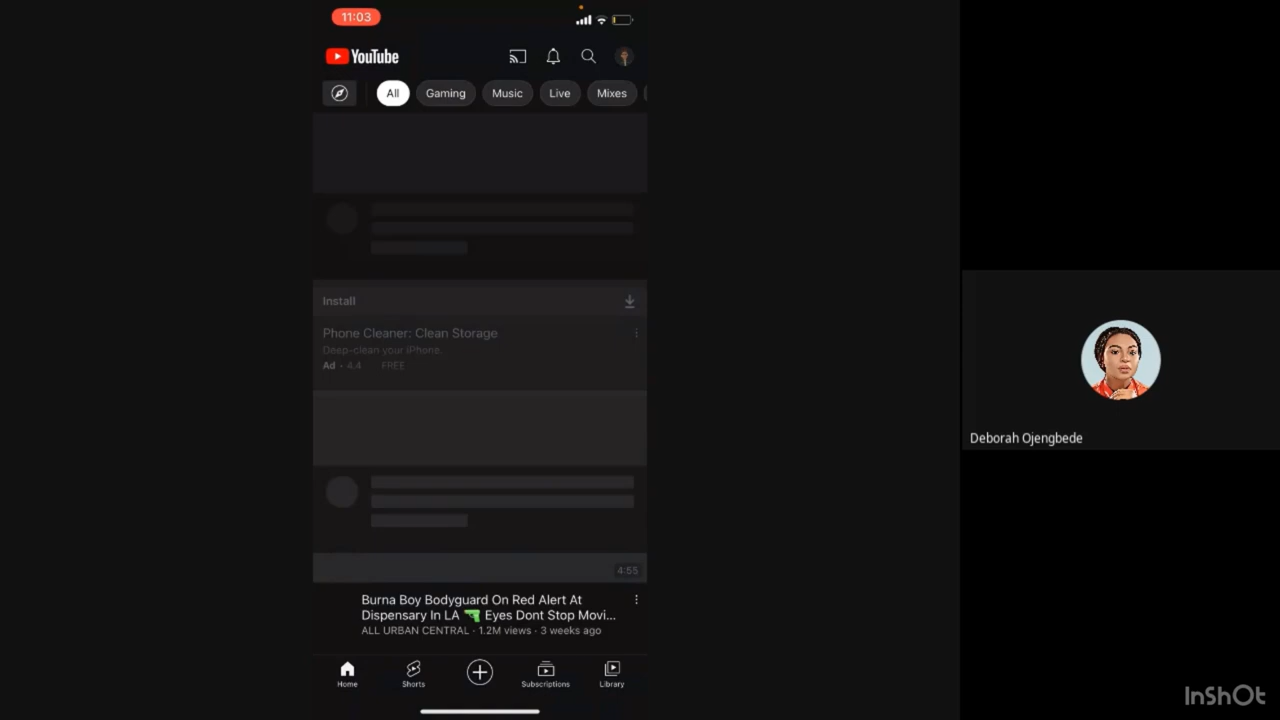 11:03
YouTube
All
Gaming
Music
Live
Mixes
Install
Phone Cleaner: Clean Storage
Deep-clean your iPhone.
Ad · 4.4 FREE
4:55
Burna Boy Bodyguard On Red Alert At
Dispensary In LA 🔫 Eyes Dont Stop Movi...
ALL URBAN CENTRAL · 1.2M views · 3 weeks ago
Home
Shorts
Subscriptions
Library
Deborah Ojengbede
InShOt